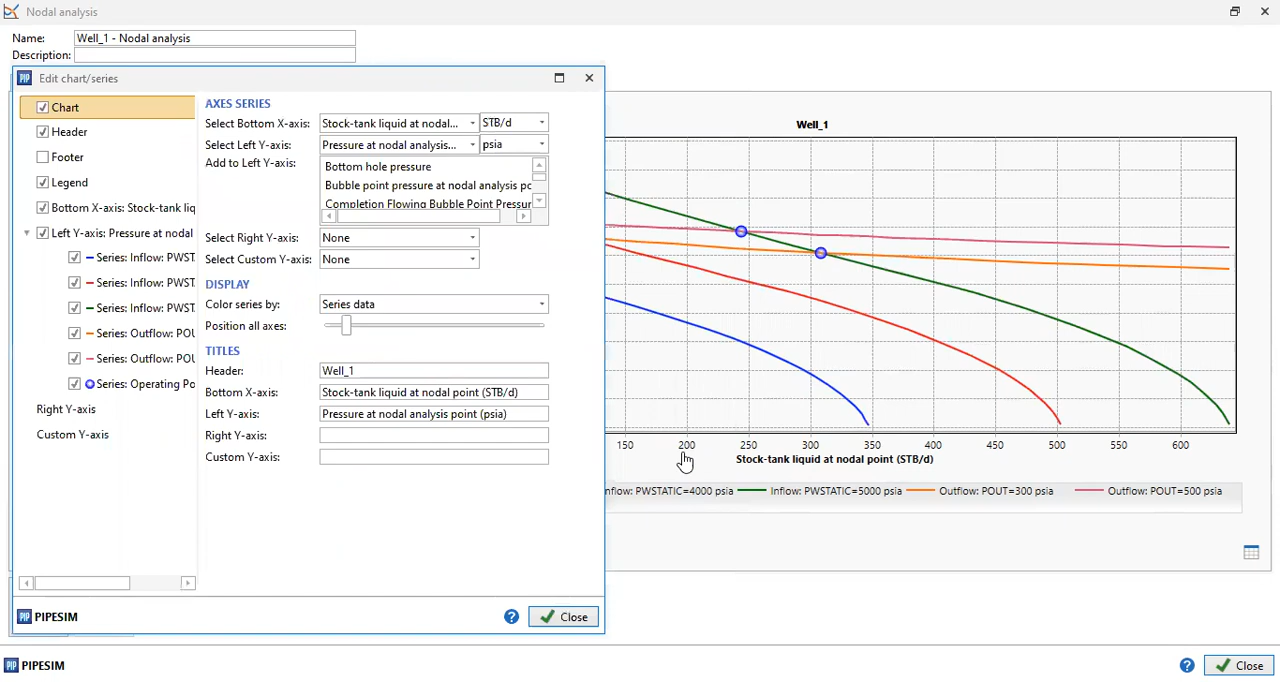 Nodal analysis
Name: Well_1 - Nodal analysis
Description:
Edit chart/series
Chart
Header
Footer
Legend
Bottom X-axis: Stock-tank liq
Left Y-axis: Pressure at nodal
Series: Inflow: PWST
Series: Inflow: PWST
Series: Inflow: PWST
Series: Outflow: POU
Series: Outflow: POU
Series: Operating Po
Right Y-axis
Custom Y-axis
AXES SERIES
Select Bottom X-axis: Stock-tank liquid at nodal... STB/d
Select Left Y-axis: Pressure at nodal analysis... psia
Add to Left Y-axis: Bottom hole pressure
Bubble point pressure at nodal analysis po
Completion Flowing Bubble Point Pressur
Select Right Y-axis: None
Select Custom Y-axis: None
DISPLAY
Color series by: Series data
Position all axes:
TITLES
Header: Well_1
Bottom X-axis: Stock-tank liquid at nodal point (STB/d)
Left Y-axis: Pressure at nodal analysis point (psia)
Right Y-axis:
Custom Y-axis:
PIP PIPESIM ? Close
Well_1
150 200 250 300 350 400 450 500 550 600
Stock-tank liquid at nodal point (STB/d)
nflow: PWSTATIC=4000 psia Inflow: PWSTATIC=5000 psia Outflow: POUT=300 psia Outflow: POUT=500 psia
PIP PIPESIM ? Close